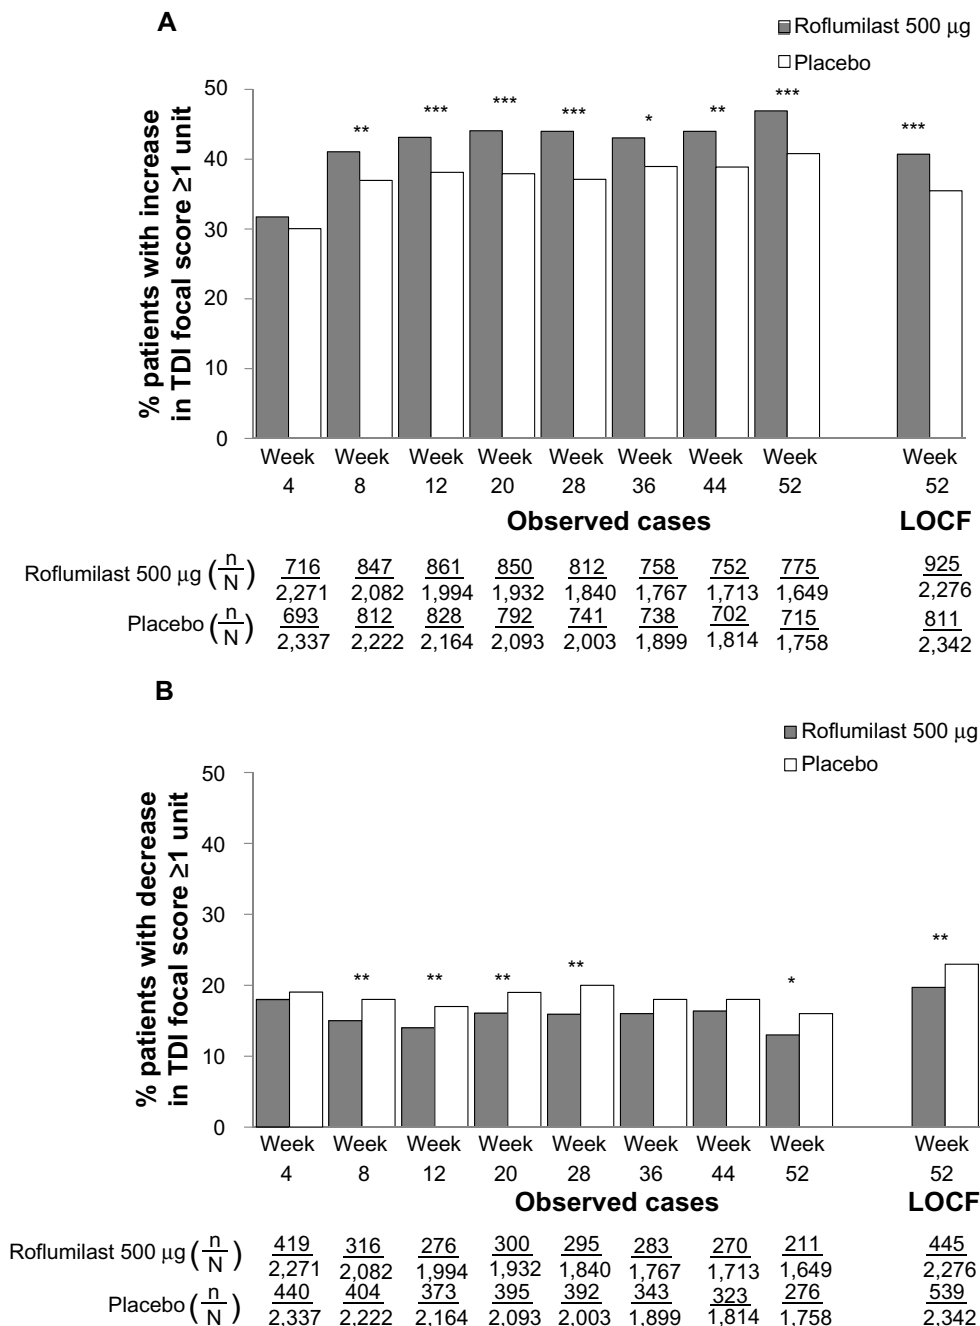 A
Roflumilast 500 µg
Placebo
% patients with increase
in TDI focal score ≥1 unit
50
40
30
20
10
0
** *** *** *** * ** *** ***
Week Week Week Week Week Week Week Week Week
4 8 12 20 28 36 44 52 52
Observed cases LOCF
Roflumilast 500 µg (n/N) 716/2,271 847/2,082 861/1,994 850/1,932 812/1,840 758/1,767 752/1,713 775/1,649 925/2,276
Placebo (n/N) 693/2,337 812/2,222 828/2,164 792/2,093 741/2,003 738/1,899 702/1,814 715/1,758 811/2,342
B
Roflumilast 500 µg
Placebo
% patients with decrease
in TDI focal score ≥1 unit
50
40
30
20
10
0
** ** ** ** * **
Week Week Week Week Week Week Week Week Week
4 8 12 20 28 36 44 52 52
Observed cases LOCF
Roflumilast 500 µg (n/N) 419/2,271 316/2,082 276/1,994 300/1,932 295/1,840 283/1,767 270/1,713 211/1,649 445/2,276
Placebo (n/N) 440/2,337 404/2,222 373/2,164 395/2,093 392/2,003 343/1,899 323/1,814 276/1,758 539/2,342